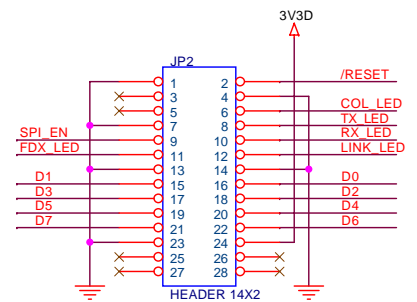 3V3D
JP2
1 2 /RESET
3 4
5 6 COL_LED
7 8 TX_LED
SPI_EN 9 10 RX_LED
FDX_LED 11 12 LINK_LED
13 14
D1 15 16 D0
D3 17 18 D2
D5 19 20 D4
D7 21 22 D6
23 24
25 26
27 28
HEADER 14X2